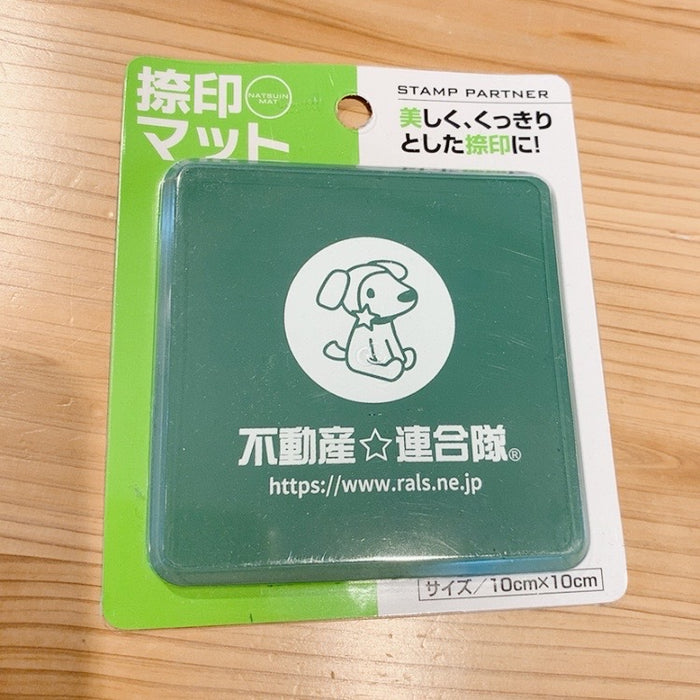 捺印
マット
NATSUIN
MAT
STAMP PARTNER
美しく、くっきり
とした捺印に!
不動産☆連合隊®
https://www.rals.ne.jp
サイズ/10cm×10cm